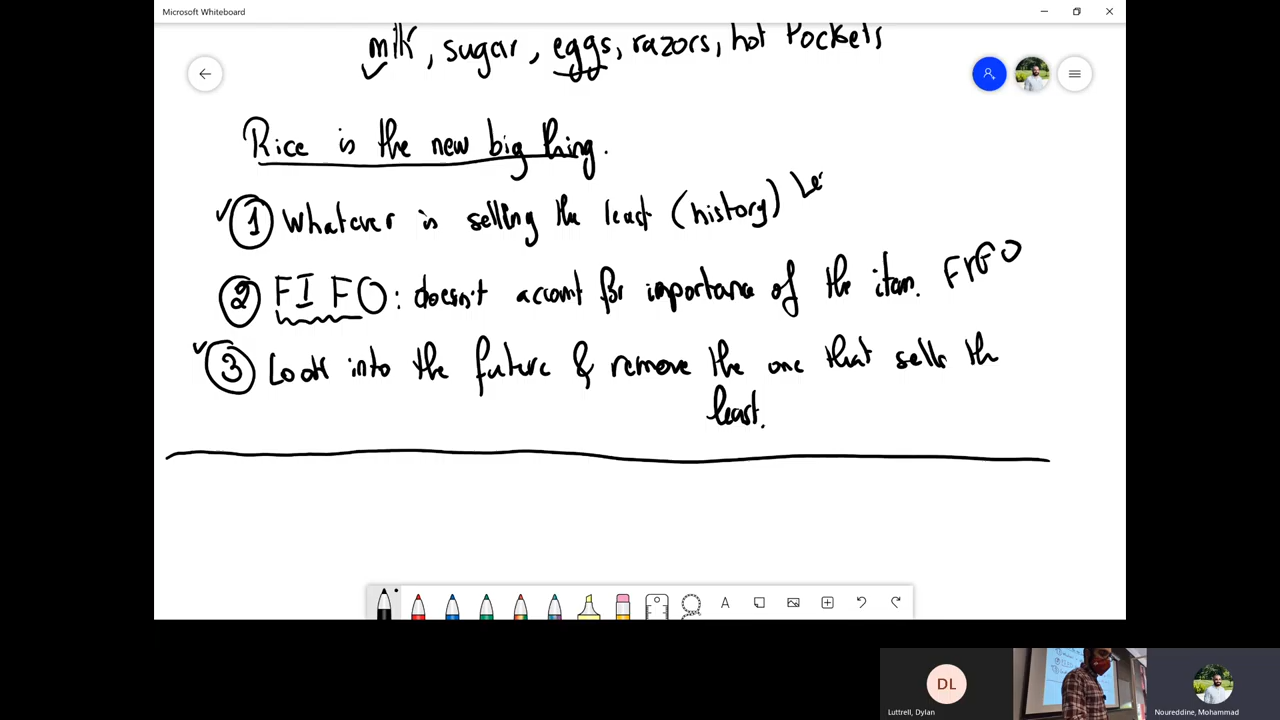 Microsoft Whiteboard
milk, sugar, eggs, razors, hot Pockets
Rice is the new big thing.
1 Whatever is selling the least (history) Le
2 FIFO: doesn't account for importance of the item. FIFO
3 Look into the future & remove the one that sells the
least.
A
DL
Luttrell, Dylan
Noureddine, Mohammad